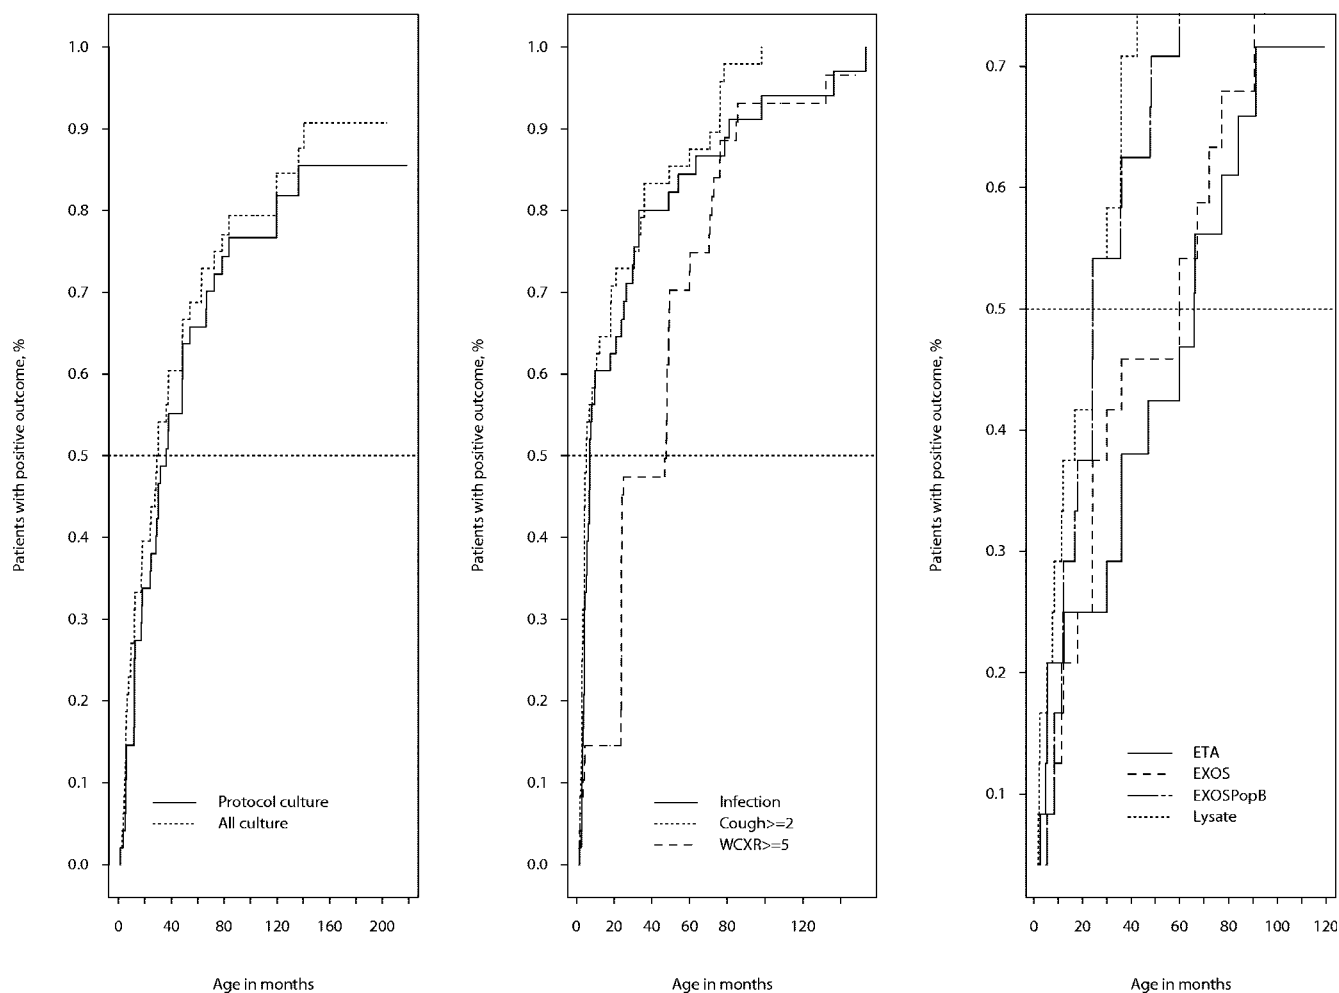 Patients with positive outcome, %
1.0
0.9
0.8
0.7
0.6
0.5
0.4
0.3
0.2
0.1
0.0
Protocol culture
All culture
0 40 80 120 160 200
Age in months
Patients with positive outcome, %
1.0
0.9
0.8
0.7
0.6
0.5
0.4
0.3
0.2
0.1
0.0
Infection
Cough>=2
WCXR>=5
0 20 40 60 80 120
Age in months
Patients with positive outcome, %
0.7
0.6
0.5
0.4
0.3
0.2
0.1
ETA
EXOS
EXOSPopB
Lysate
0 20 40 60 80 100 120
Age in months